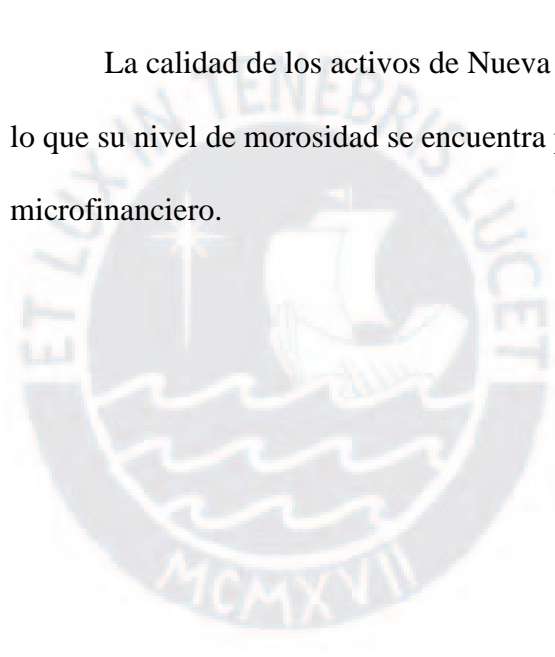 La calidad de los activos de Nueva
lo que su nivel de morosidad se encuentra
microfinanciero.
ET LUX IN TENEBRIS LUCET
MCMXVII